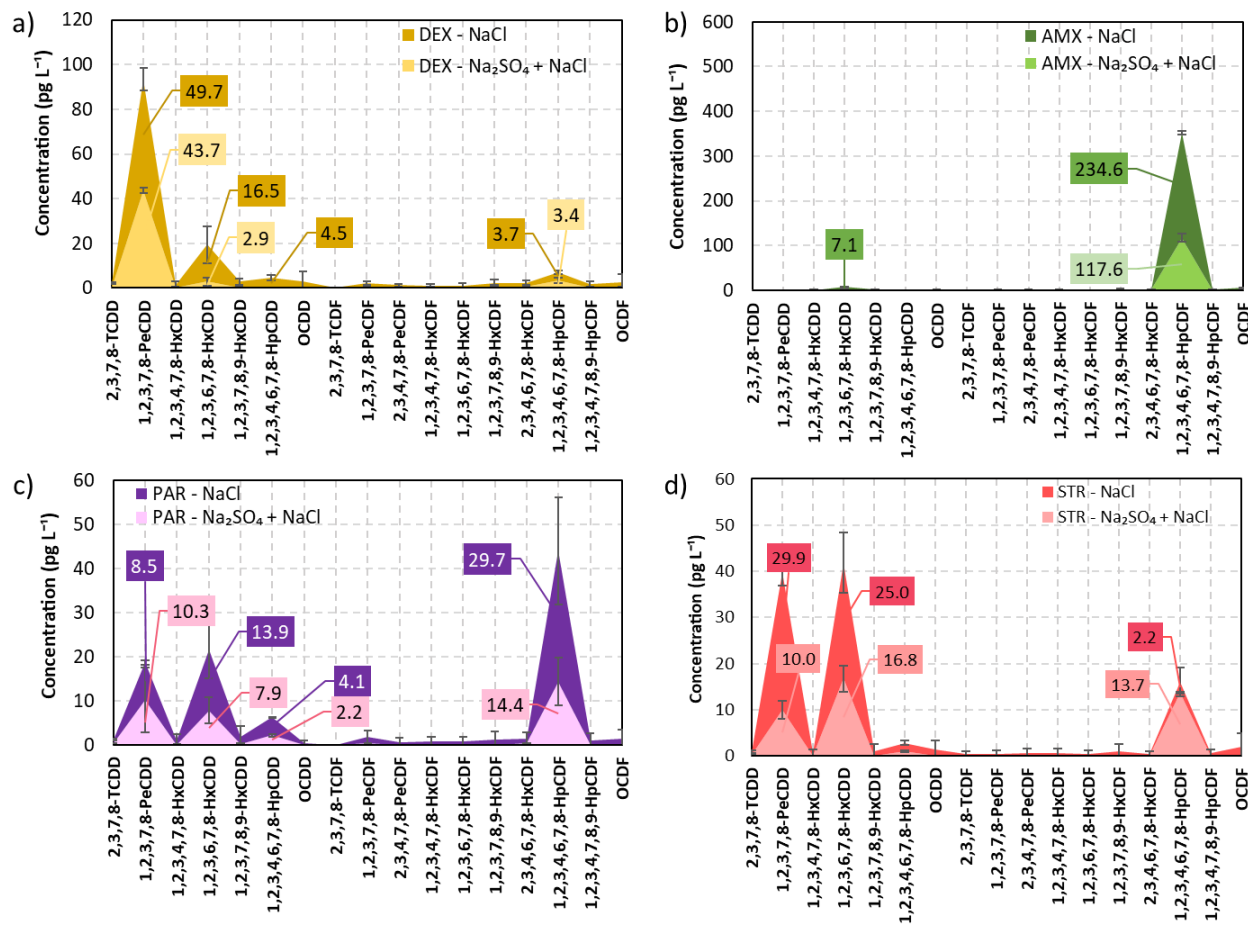 a)
DEX - NaCl
DEX - Na₂SO₄ + NaCl
Concentration (pg L⁻¹)
120
100
80
60
40
20
0
49.7
43.7
16.5
2.9
4.5
3.7
3.4
2,3,7,8-TCDD
1,2,3,7,8-PeCDD
1,2,3,4,7,8-HxCDD
1,2,3,6,7,8-HxCDD
1,2,3,7,8,9-HxCDD
1,2,3,4,6,7,8-HpCDD
OCDD
2,3,7,8-TCDF
1,2,3,7,8-PeCDF
2,3,4,7,8-PeCDF
1,2,3,4,7,8-HxCDF
1,2,3,6,7,8-HxCDF
1,2,3,7,8,9-HxCDF
2,3,4,6,7,8-HxCDF
1,2,3,4,6,7,8-HpCDF
1,2,3,4,7,8,9-HpCDF
OCDF
b)
AMX - NaCl
AMX - Na₂SO₄ + NaCl
Concentration (pg L⁻¹)
600
500
400
300
200
100
0
7.1
234.6
117.6
2,3,7,8-TCDD
1,2,3,7,8-PeCDD
1,2,3,4,7,8-HxCDD
1,2,3,6,7,8-HxCDD
1,2,3,7,8,9-HxCDD
1,2,3,4,6,7,8-HpCDD
OCDD
2,3,7,8-TCDF
1,2,3,7,8-PeCDF
2,3,4,7,8-PeCDF
1,2,3,4,7,8-HxCDF
1,2,3,6,7,8-HxCDF
1,2,3,7,8,9-HxCDF
2,3,4,6,7,8-HxCDF
1,2,3,4,6,7,8-HpCDF
1,2,3,4,7,8,9-HpCDF
OCDF
c)
PAR - NaCl
PAR - Na₂SO₄ + NaCl
Concentration (pg L⁻¹)
60
50
40
30
20
10
0
8.5
10.3
13.9
7.9
4.1
2.2
29.7
14.4
2,3,7,8-TCDD
1,2,3,7,8-PeCDD
1,2,3,4,7,8-HxCDD
1,2,3,6,7,8-HxCDD
1,2,3,7,8,9-HxCDD
1,2,3,4,6,7,8-HpCDD
OCDD
2,3,7,8-TCDF
1,2,3,7,8-PeCDF
2,3,4,7,8-PeCDF
1,2,3,4,7,8-HxCDF
1,2,3,6,7,8-HxCDF
1,2,3,7,8,9-HxCDF
2,3,4,6,7,8-HxCDF
1,2,3,4,6,7,8-HpCDF
1,2,3,4,7,8,9-HpCDF
OCDF
d)
STR - NaCl
STR - Na₂SO₄ + NaCl
Concentration (pg L⁻¹)
60
50
40
30
20
10
0
29.9
10.0
25.0
16.8
2.2
13.7
2,3,7,8-TCDD
1,2,3,7,8-PeCDD
1,2,3,4,7,8-HxCDD
1,2,3,6,7,8-HxCDD
1,2,3,7,8,9-HxCDD
1,2,3,4,6,7,8-HpCDD
OCDD
2,3,7,8-TCDF
1,2,3,7,8-PeCDF
2,3,4,7,8-PeCDF
1,2,3,4,7,8-HxCDF
1,2,3,6,7,8-HxCDF
1,2,3,7,8,9-HxCDF
2,3,4,6,7,8-HxCDF
1,2,3,4,6,7,8-HpCDF
1,2,3,4,7,8,9-HpCDF
OCDF